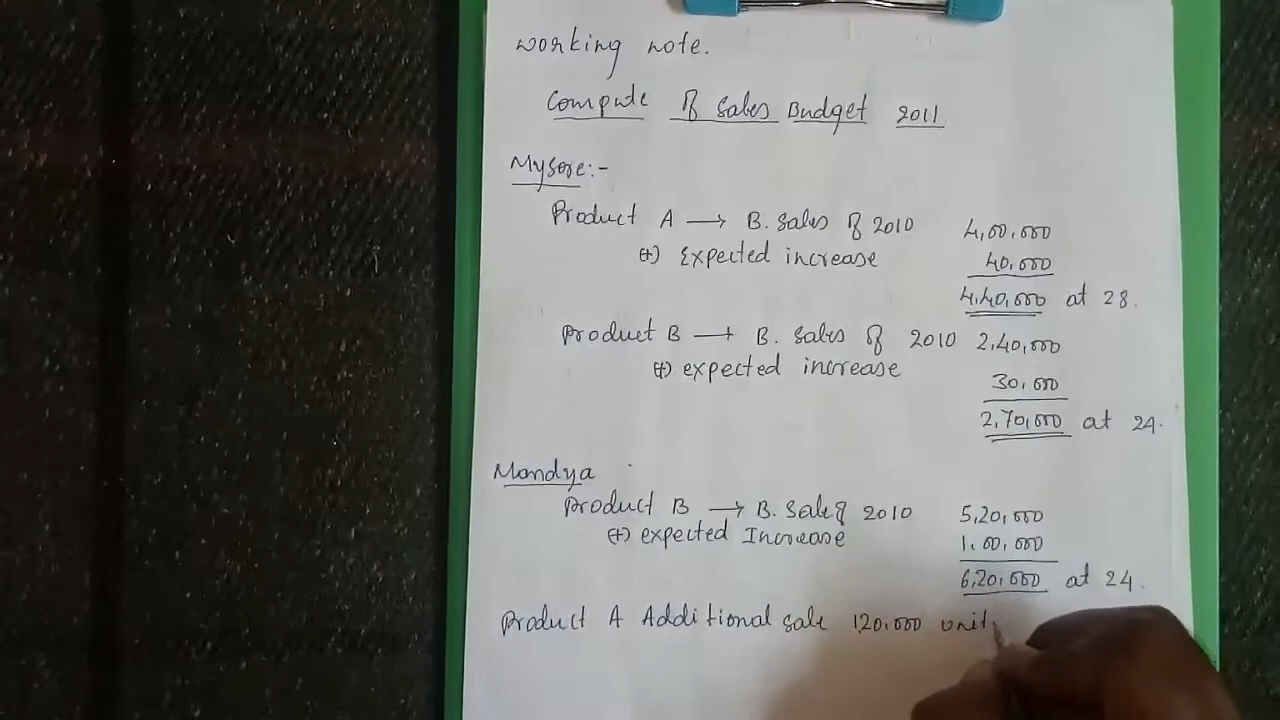 working note.
Compute of Sales Budget 2011
Mysore:-
Product A → B. Sales of 2010 4,00,000
(+) Expected increase 40,000
4,40,000 at 28.
Product B → B. Sales of 2010 2,40,000
(+) expected increase
30,000
2,70,000 at 24.
Mandya
Product B → B. Sale of 2010 5,20,000
(+) expected Increase 1,00,000
6,20,000 at 24.
Product A Additional sale 1,20,000 unit